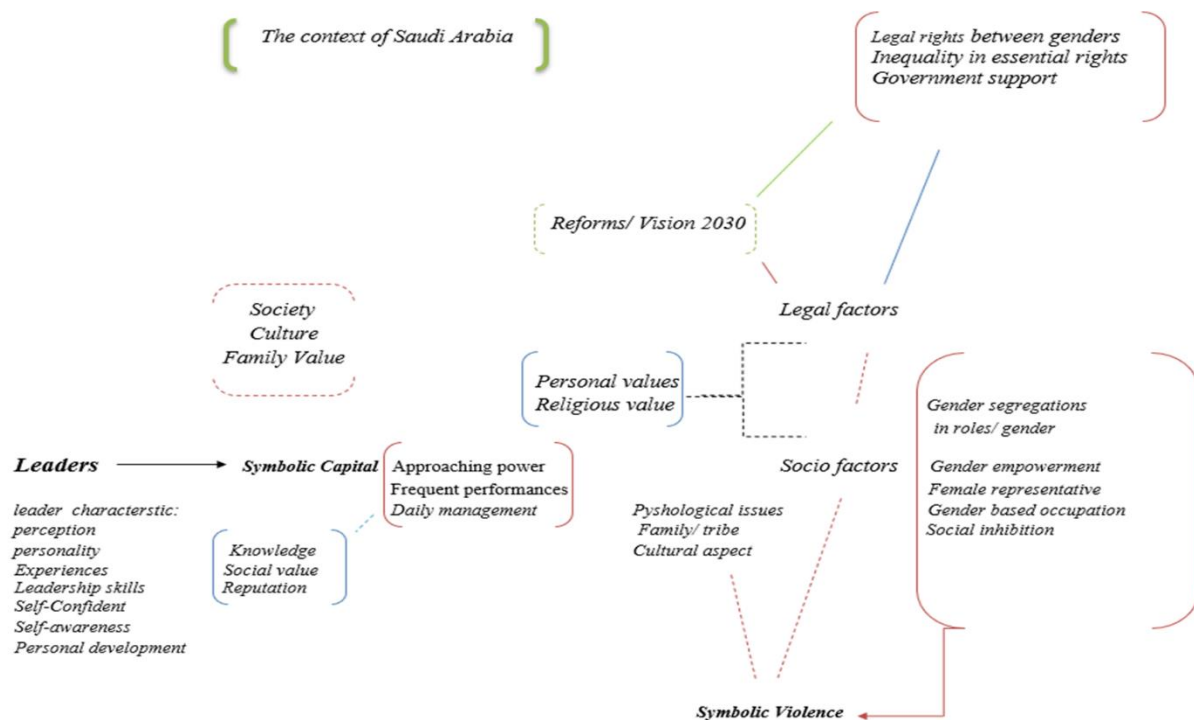 The context of Saudi Arabia
Legal rights between genders
Inequality in essential rights
Government support
Reforms/ Vision 2030
Society
Culture
Family Value
Legal factors
Personal values
Religious value
Gender segregations
in roles/ gender
Gender empowerment
Female representative
Gender based occupation
Social inhibition
Leaders
Symbolic Capital
Approaching power
Frequent performances
Daily management
Socio factors
leader characterstic:
perception
personality
Experiences
Leadership skills
Self-Confident
Self-awareness
Personal development
Knowledge
Social value
Reputation
Pyshological issues
Family/ tribe
Cultural aspect
Symbolic Violence